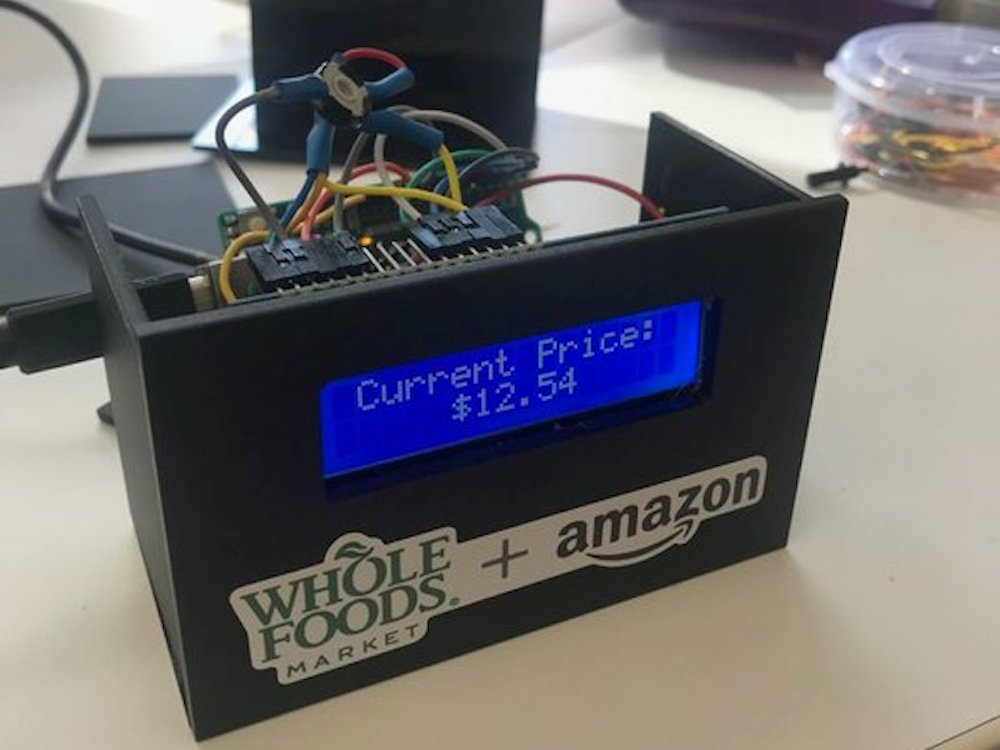 Current Price:
$12.54
WHOLE
FOODS.
MARKET
+
amazon